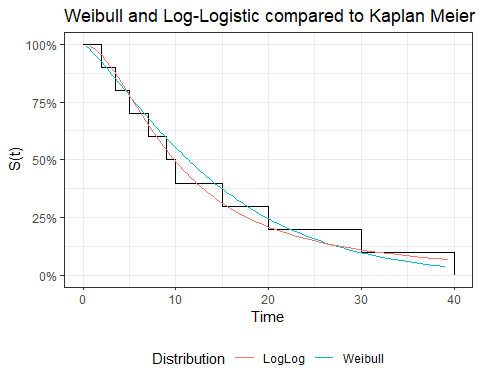 Weibull and Log-Logistic compared to Kaplan Meier
100%
75%
50%
25%
0%
S(t)
0 10 20 30 40
Time
Distribution LogLog Weibull